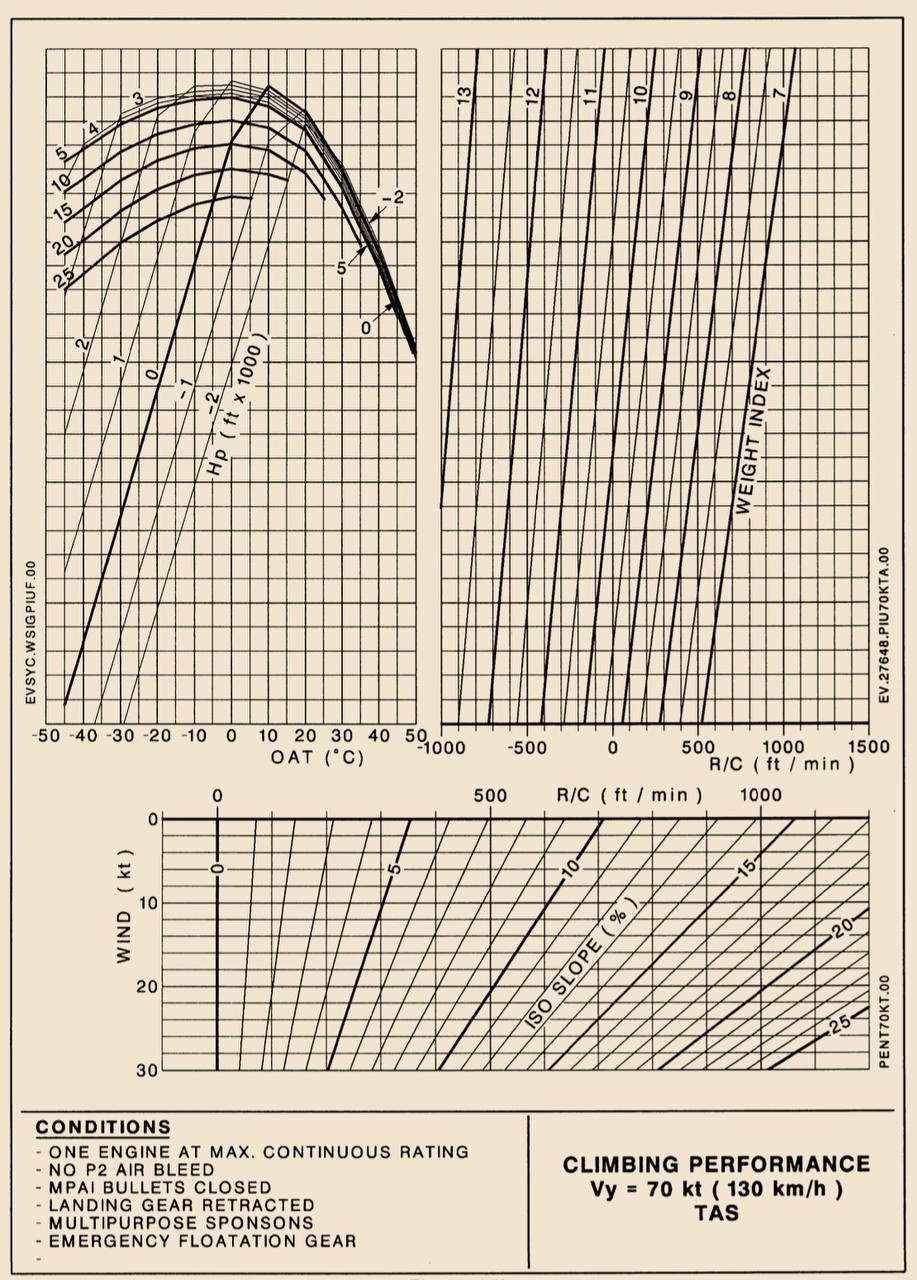 3
4
5
10
15
20
25
2
1
0
-1
-2
Hp ( ft x 1000 )
-2
5
0
-50 -40 -30 -20 -10 0 10 20 30 40 50
OAT (°C)
EVSYC.WSIGPIUF.00
13 12 11 10 9 8 7
WEIGHT INDEX
-1000 -500 0 500 1000 1500
R/C ( ft / min )
EV.27648.PIU70KTA.00
0 500 R/C ( ft / min ) 1000
0
10
20
30
WIND ( kt )
0 5 10 15
20
25
ISO SLOPE ( % )
PENT70KT.00
CONDITIONS
- ONE ENGINE AT MAX. CONTINUOUS RATING
- NO P2 AIR BLEED
- MPAI BULLETS CLOSED
- LANDING GEAR RETRACTED
- MULTIPURPOSE SPONSONS
- EMERGENCY FLOATATION GEAR
-
CLIMBING PERFORMANCE
Vy = 70 kt ( 130 km/h )
TAS